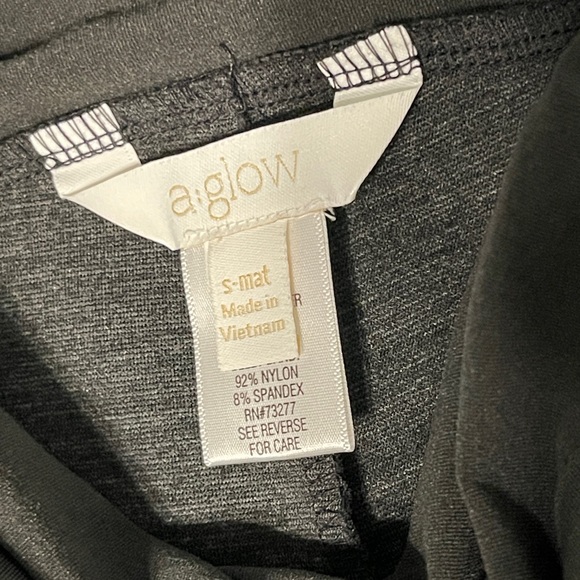 a:glow
s-mat
Made in
Vietnam
R
92% NYLON
8% SPANDEX
RN#73277
SEE REVERSE
FOR CARE